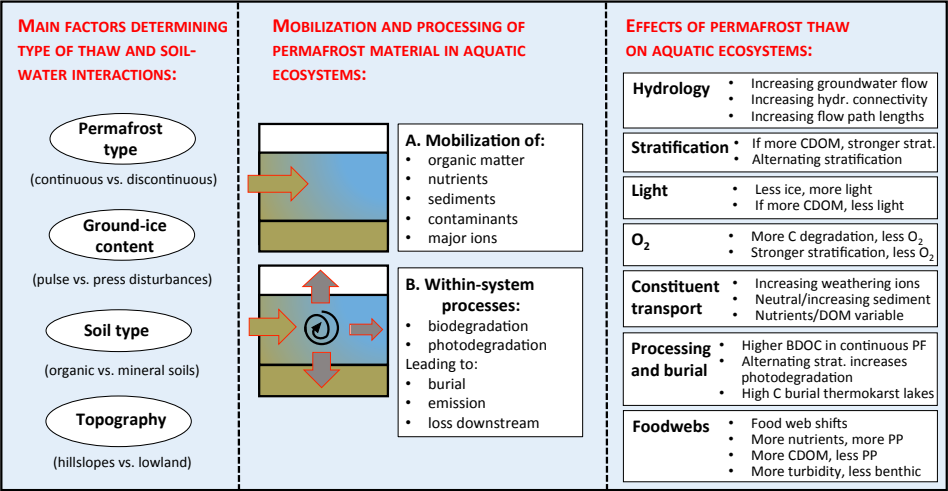 MAIN FACTORS DETERMINING
TYPE OF THAW AND SOIL-
WATER INTERACTIONS:
Permafrost
type
(continuous vs. discontinuous)
Ground-ice
content
(pulse vs. press disturbances)
Soil type
(organic vs. mineral soils)
Topography
(hillslopes vs. lowland)
MOBILIZATION AND PROCESSING OF
PERMAFROST MATERIAL IN AQUATIC
ECOSYSTEMS:
A. Mobilization of:
• organic matter
• nutrients
• sediments
• contaminants
• major ions
B. Within-system
processes:
• biodegradation
• photodegradation
Leading to:
• burial
• emission
• loss downstream
EFFECTS OF PERMAFROST THAW
ON AQUATIC ECOSYSTEMS:
Hydrology
• Increasing groundwater flow
• Increasing hydr. connectivity
• Increasing flow path lengths
Stratification
• If more CDOM, stronger strat.
• Alternating stratification
Light
• Less ice, more light
• If more CDOM, less light
O₂
• More C degradation, less O₂
• Stronger stratification, less O₂
Constituent
transport
• Increasing weathering ions
• Neutral/increasing sediment
• Nutrients/DOM variable
Processing
and burial
• Higher BDOC in continuous PF
• Alternating strat. increases
photodegradation
• High C burial thermokarst lakes
Foodwebs
• Food web shifts
• More nutrients, more PP
• More CDOM, less PP
• More turbidity, less benthic